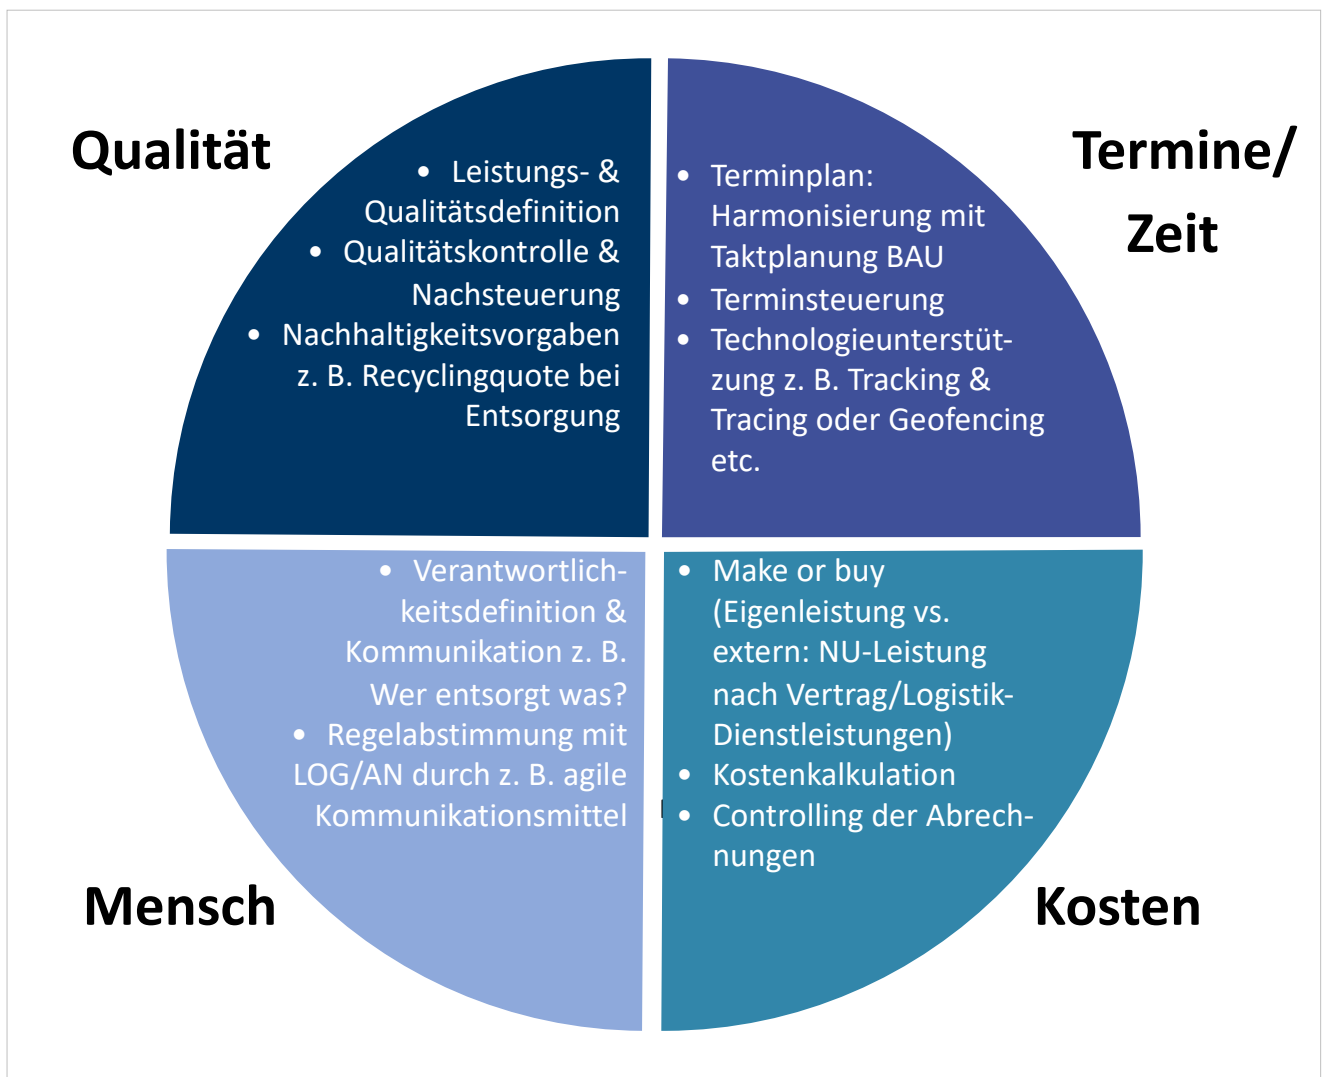 Qualität
• Leistungs- &
Qualitätsdefinition
• Qualitätskontrolle &
Nachsteuerung
• Nachhaltigkeitsvorgaben
z. B. Recyclingquote bei
Entsorgung
Termine/
Zeit
• Terminplan:
Harmonisierung mit
Taktplanung BAU
• Terminsteuerung
• Technologieunterstüt-
zung z. B. Tracking &
Tracing oder Geofencing
etc.
Mensch
• Verantwortlich-
keitsdefinition &
Kommunikation z. B.
Wer entsorgt was?
• Regelabstimmung mit
LOG/AN durch z. B. agile
Kommunikationsmittel
Kosten
• Make or buy
(Eigenleistung vs.
extern: NU-Leistung
nach Vertrag/Logistik-
Dienstleistungen)
• Kostenkalkulation
• Controlling der Abrech-
nungen